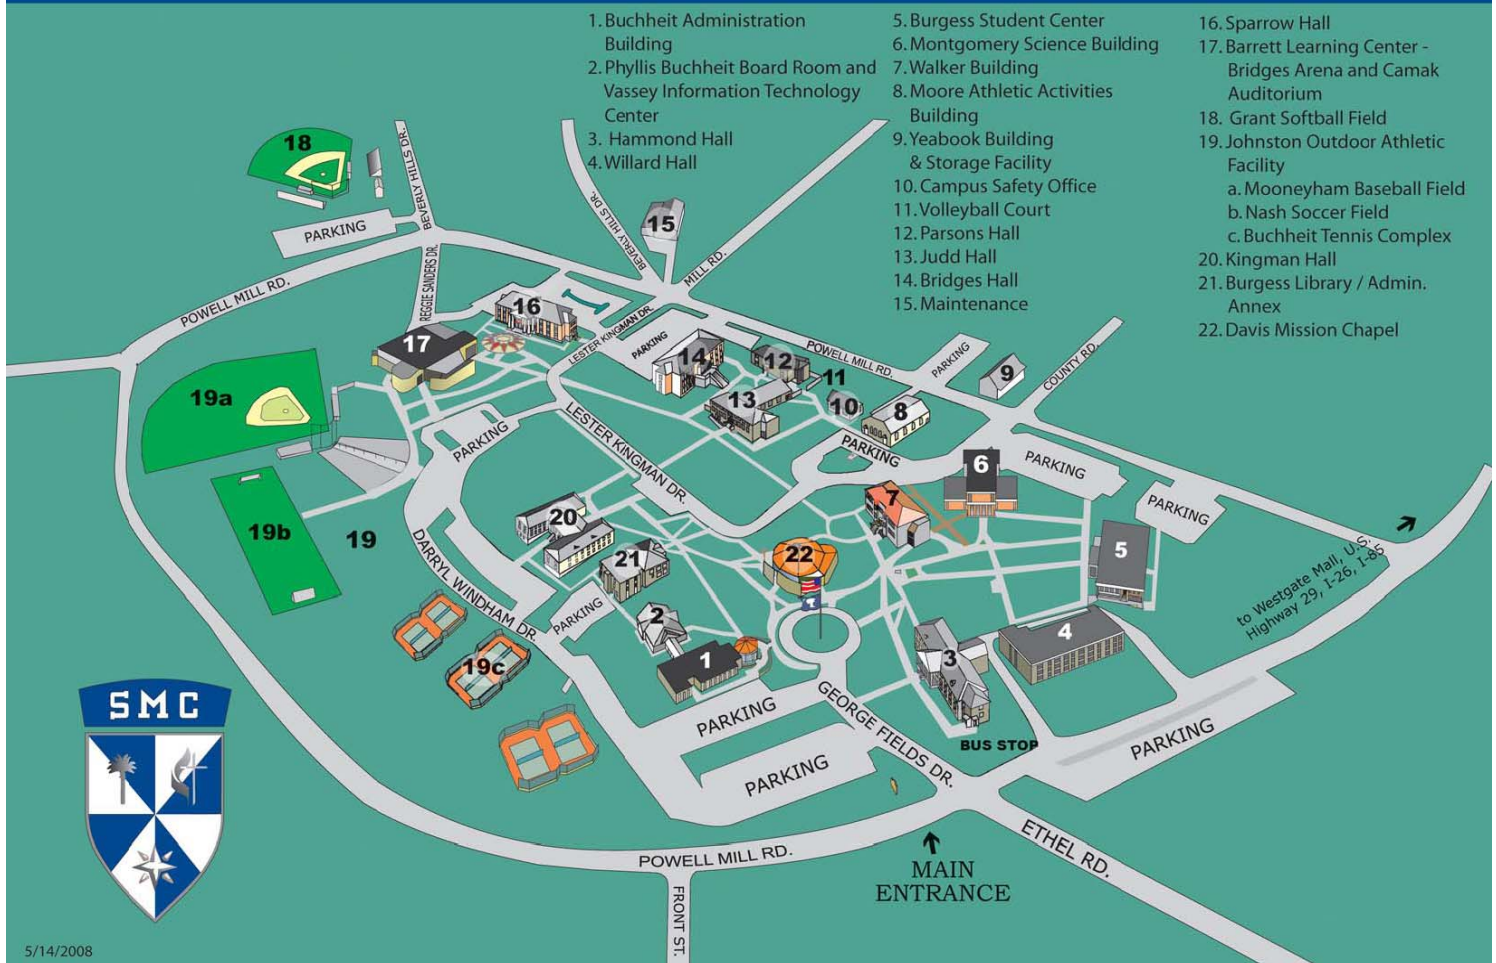 1. Buchheit Administration
Building
2. Phyllis Buchheit Board Room and
Vassey Information Technology
Center
3. Hammond Hall
4. Willard Hall
5. Burgess Student Center
6. Montgomery Science Building
7. Walker Building
8. Moore Athletic Activities
Building
9. Yeabook Building
& Storage Facility
10. Campus Safety Office
11. Volleyball Court
12. Parsons Hall
13. Judd Hall
14. Bridges Hall
15. Maintenance
16. Sparrow Hall
17. Barrett Learning Center -
Bridges Arena and Camak
Auditorium
18. Grant Softball Field
19. Johnston Outdoor Athletic
Facility
a. Mooneyham Baseball Field
b. Nash Soccer Field
c. Buchheit Tennis Complex
20. Kingman Hall
21. Burgess Library / Admin.
Annex
22. Davis Mission Chapel
18
PARKING
BEVERLY HILLS DR.
BEVERLY HILLS DR.
15
MILL RD.
POWELL MILL RD.
REGGIE SANDERS DR.
16
LESTER KINGMAN DR.
17
PARKING
14
12
POWELL MILL RD.
PARKING
9
COUNTY RD.
11
13
10
8
19a
PARKING
LESTER KINGMAN DR.
PARKING
6
PARKING
PARKING
7
5
19b
19
20
21
22
DARRYL WINDHAM DR.
PARKING
2
1
3
4
to Westgate Mall, U.S.
Highway 29, I-26, I-85
19c
PARKING
GEORGE FIELDS DR.
BUS STOP
PARKING
PARKING
SMC
POWELL MILL RD.
ETHEL RD.
MAIN
ENTRANCE
FRONT ST.
5/14/2008